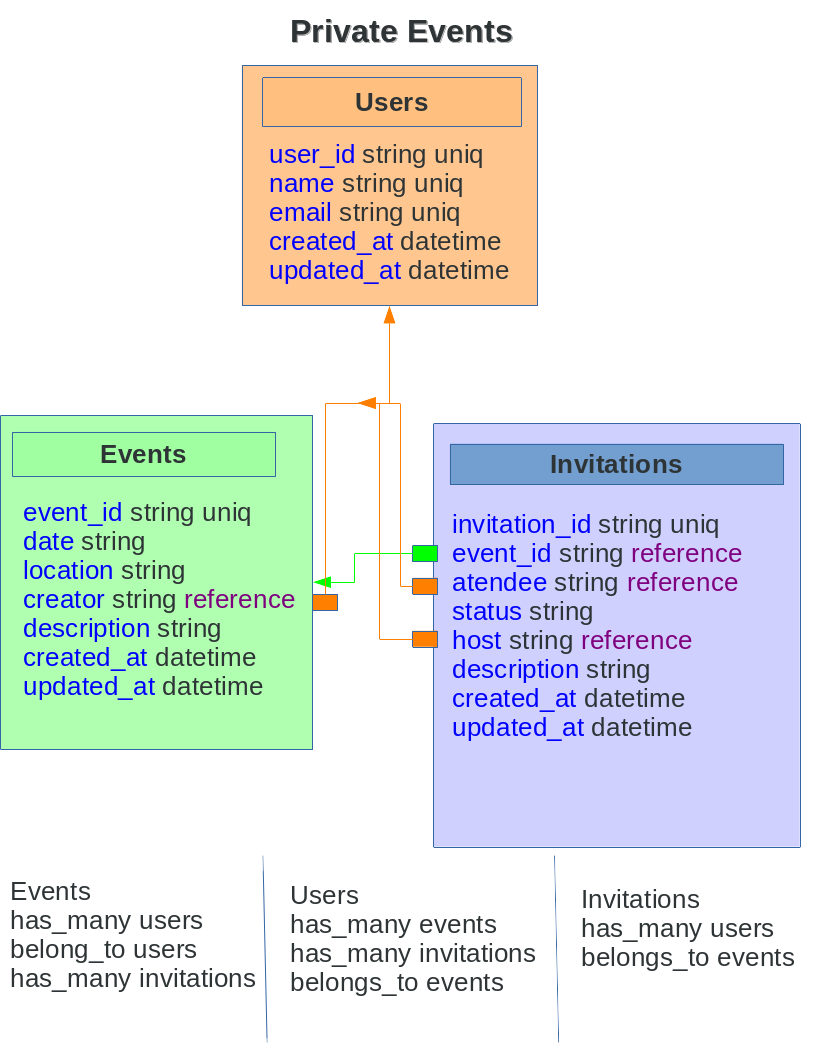 Private Events
Users
user_id string uniq
name string uniq
email string uniq
created_at datetime
updated_at datetime
Events
event_id string uniq
date string
location string
creator string reference
description string
created_at datetime
updated_at datetime
Invitations
invitation_id string uniq
event_id string reference
atendee string reference
status string
host string reference
description string
created_at datetime
updated_at datetime
Events
has_many users
belong_to users
has_many invitations
Users
has_many events
has_many invitations
belongs_to events
Invitations
has_many users
belongs_to events